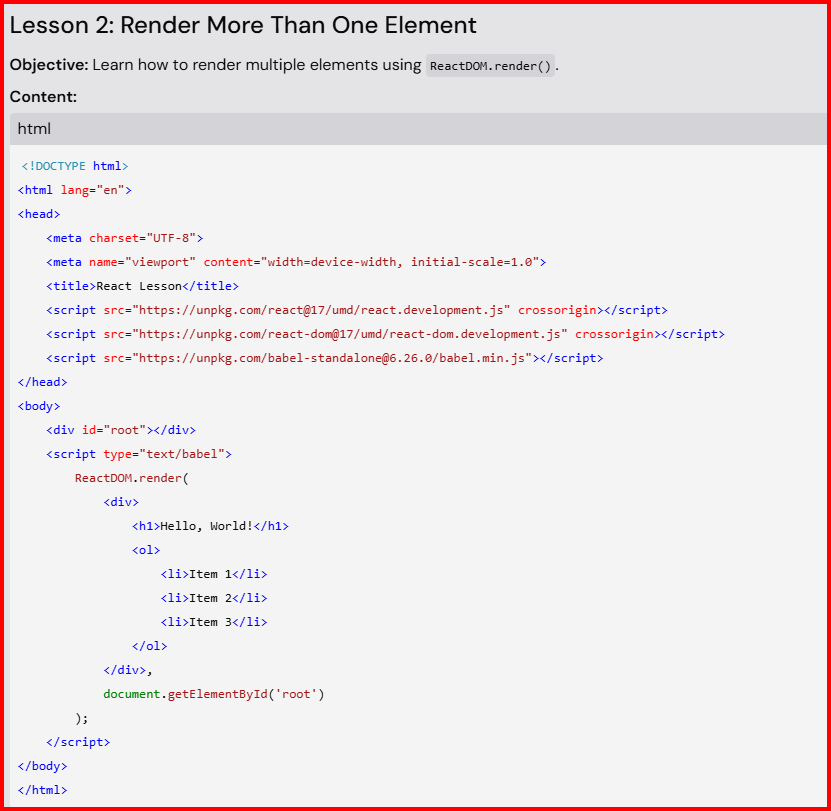 Lesson 2: Render More Than One Element
Objective: Learn how to render multiple elements using ReactDOM.render().
Content:
html
<!DOCTYPE html>
<html lang="en">
<head>
    <meta charset="UTF-8">
    <meta name="viewport" content="width=device-width, initial-scale=1.0">
    <title>React Lesson</title>
    <script src="https://unpkg.com/react@17/umd/react.development.js" crossorigin></script>
    <script src="https://unpkg.com/react-dom@17/umd/react-dom.development.js" crossorigin></script>
    <script src="https://unpkg.com/babel-standalone@6.26.0/babel.min.js"></script>
</head>
<body>
    <div id="root"></div>
    <script type="text/babel">
        ReactDOM.render(
            <div>
                <h1>Hello, World!</h1>
                <ol>
                    <li>Item 1</li>
                    <li>Item 2</li>
                    <li>Item 3</li>
                </ol>
            </div>,
            document.getElementById('root')
        );
    </script>
</body>
</html>